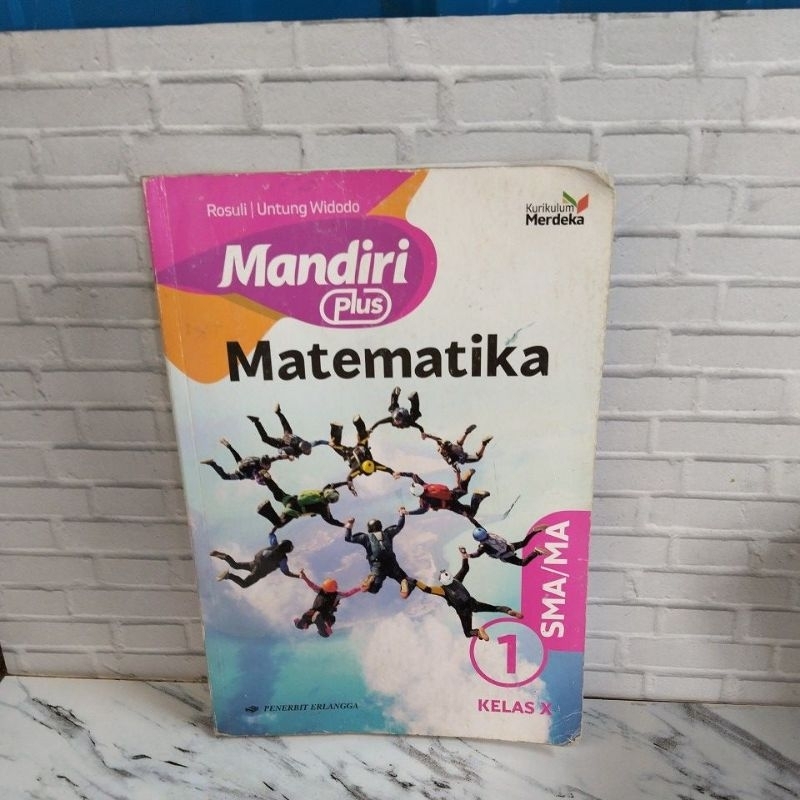 Rosuli | Untung Widodo
Kurikulum
Merdeka
Mandiri
Plus
Matematika
SMA/MA
1
KELAS X
PENERBIT ERLANGGA